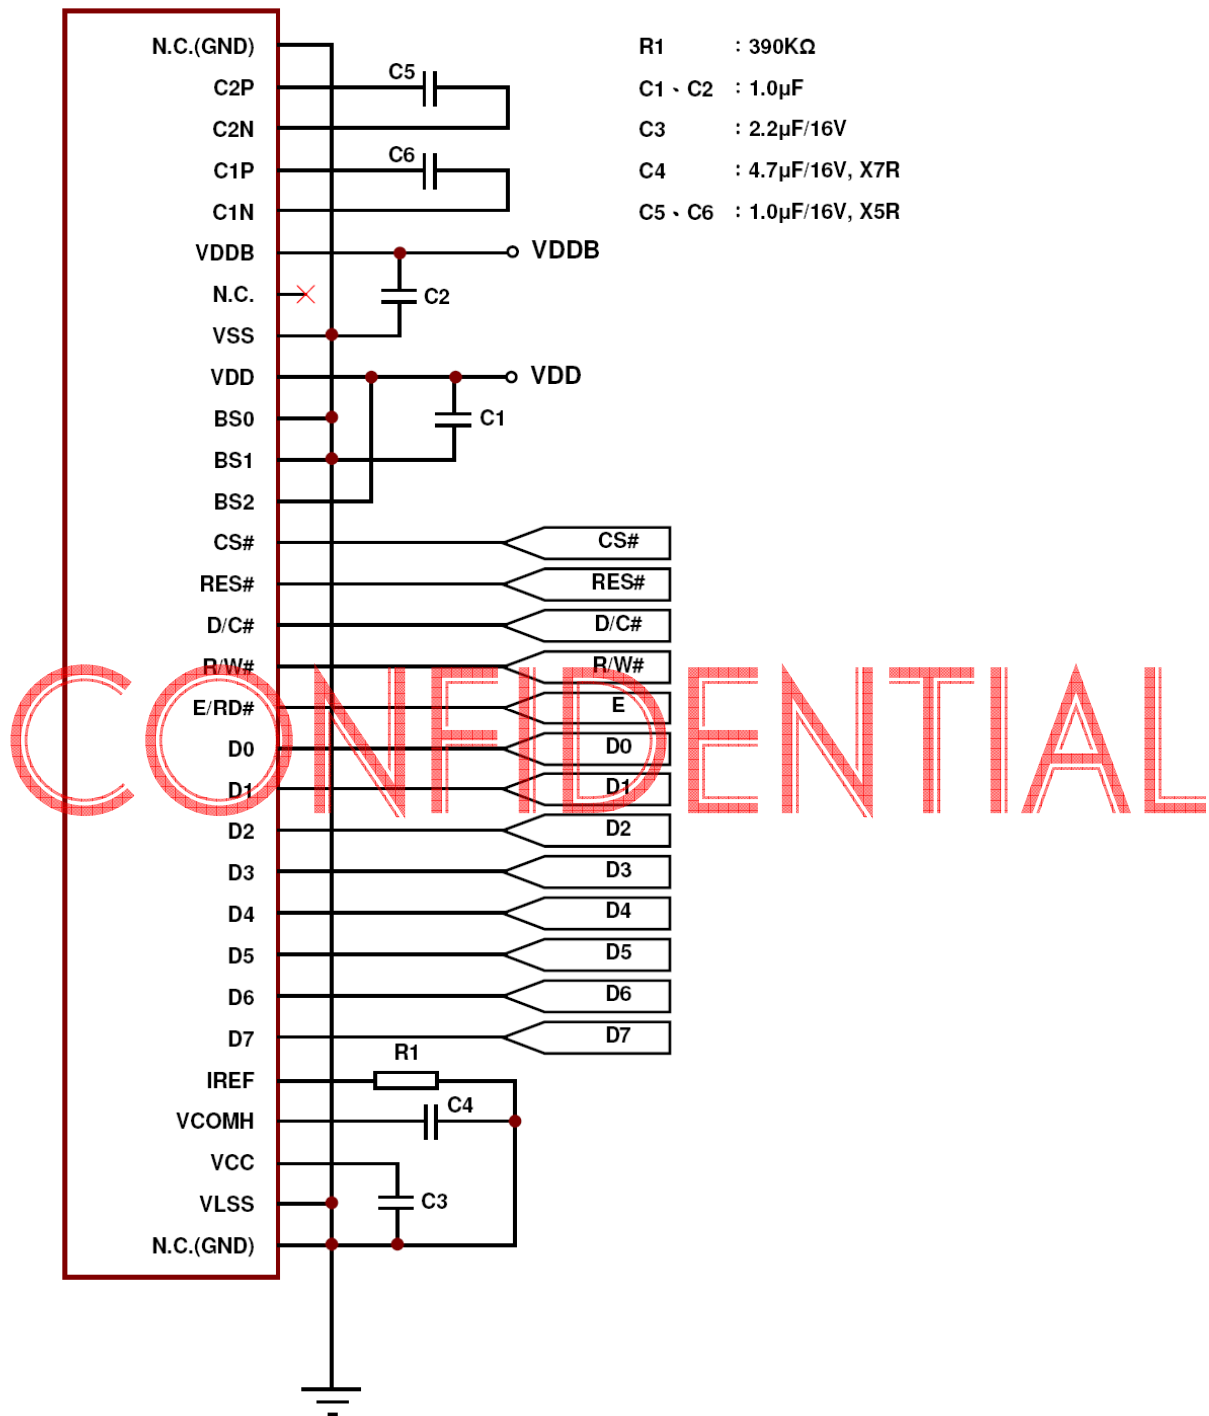 N.C.(GND)
C2P
C2N
C1P
C1N
VDDB
N.C.
VSS
VDD
BS0
BS1
BS2
CS#
RES#
D/C#
R/W#
E/RD#
D0
D1
D2
D3
D4
D5
D6
D7
IREF
VCOMH
VCC
VLSS
N.C.(GND)
C5
C6
VDDB
C2
VDD
C1
CS#
RES#
D/C#
R/W#
E
D0
D1
D2
D3
D4
D5
D6
D7
R1
C4
C3
R1 : 390KΩ
C1、C2 : 1.0μF
C3 : 2.2μF/16V
C4 : 4.7μF/16V, X7R
C5、C6 : 1.0μF/16V, X5R
CONFIDENTIAL